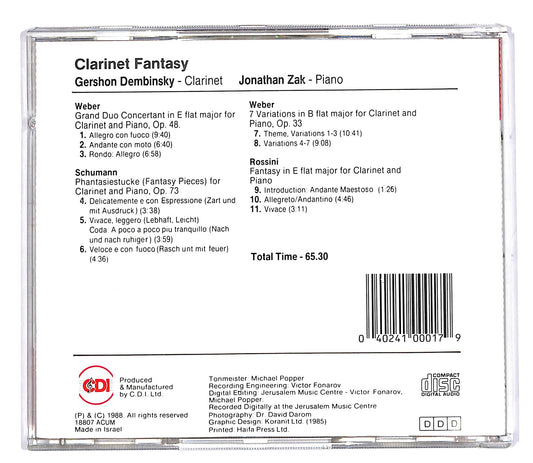 Clarinet Fantasy
Gershon Dembinsky - Clarinet Jonathan Zak - Piano
Weber
Grand Duo Concertant in E flat major for
Clarinet and Piano, Op. 48.
1. Allegro con fuoco (9:40)
2. Andante con moto (6:40)
3. Rondo: Allegro (6:58)
Schumann
Phantasiestucke (Fantasy Pieces) for
Clarinet and Piano, Op. 73
4. Delicatemente e con Espressione (Zart und
mit Ausdruck) (3:38)
5. Vivace, leggero (Lebhaft, Leicht)
Coda: A poco a poco piu tranquillo (Nach
und nach ruhiger) (3:59)
6. Veloce e con fuoco (Rasch unt mit feuer)
(4:36)
Weber
7 Variations in B flat major for Clarinet and
Piano, Op. 33
7. Theme, Variations 1-3 (10:41)
8. Variations 4-7 (9:08)
Rossini
Fantasy in E flat major for Clarinet and
Piano
9. Introduction: Andante Maestoso (1:26)
10. Allegreto/Andantino (4:46)
11. Vivace (3:11)
Total Time - 65.30
0 40241 00017 9
CDI
Produced
& Manufactured
by C.D.I. Ltd.
(P) & (C) 1988. All rights reserved
18807 ACUM
Made in Israel
Tonmeister: Michael Popper
Recording Engineering: Victor Fonarov
Digital Editing: Jerusalem Music Centre - Victor Fonarov,
Michael Popper
Recorded Digitally at the Jerusalem Music Centre
Photography: Dr. David Darom
Graphic Design: Koranit Ltd. (1985)
Printed: Haifa Press Ltd.
COMPACT
disc
DIGITAL AUDIO
DDD